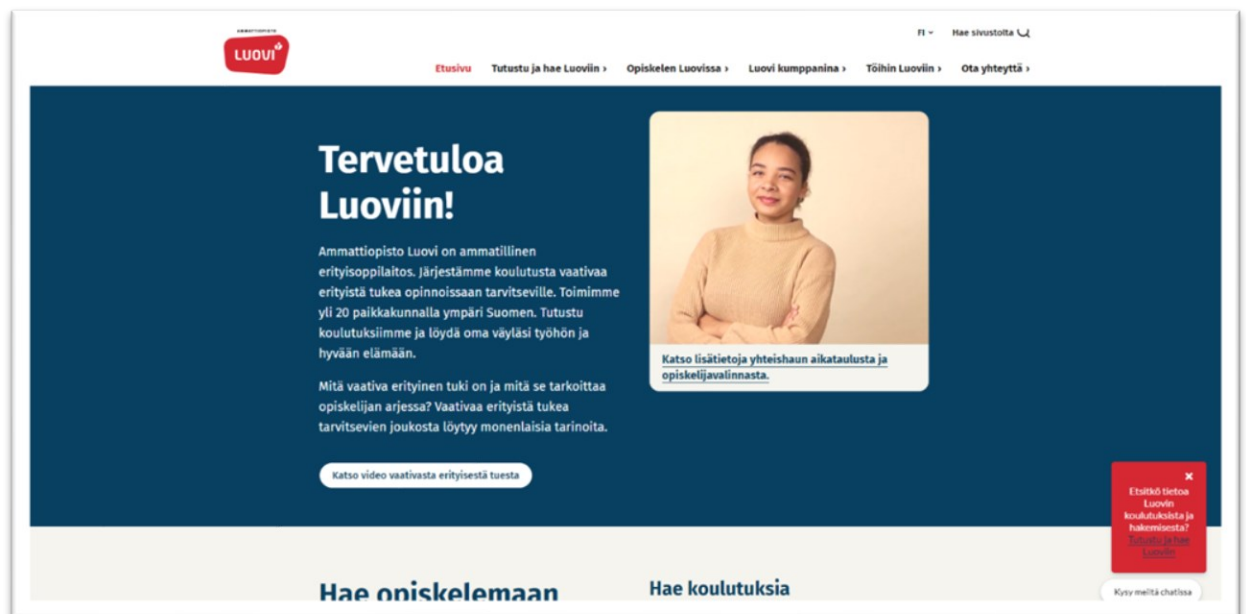 AMMATTIOPISTO
LUOVI
FI
Hae sivustolta
Etusivu Tutustu ja hae Luoviin › Opiskelen Luovissa › Luovi kumppanina › Töihin Luoviin › Ota yhteyttä ›
Tervetuloa
Luoviin!
Ammattiopisto Luovi on ammatillinen
erityisoppilaitos. Järjestämme koulutusta vaativaa
erityistä tukea opinnoissaan tarvitseville. Toimimme
yli 20 paikkakunnalla ympäri Suomen. Tutustu
koulutuksiimme ja löydä oma väyläsi työhön ja
hyvään elämään.
Mitä vaativa erityinen tuki on ja mitä se tarkoittaa
opiskelijan arjessa? Vaativaa erityistä tukea
tarvitsevien joukosta löytyy monenlaisia tarinoita.
Katso video vaativasta erityisestä tuesta
Katso lisätietoja yhteishaun aikataulusta ja
opiskelijavalinnasta.
Etsitkö tietoa
Luovin
koulutuksista ja
hakemisesta?
Tutustu ja hae
Luoviin
Kysy meiltä chatissa
Hae opiskelemaan
Hae koulutuksia